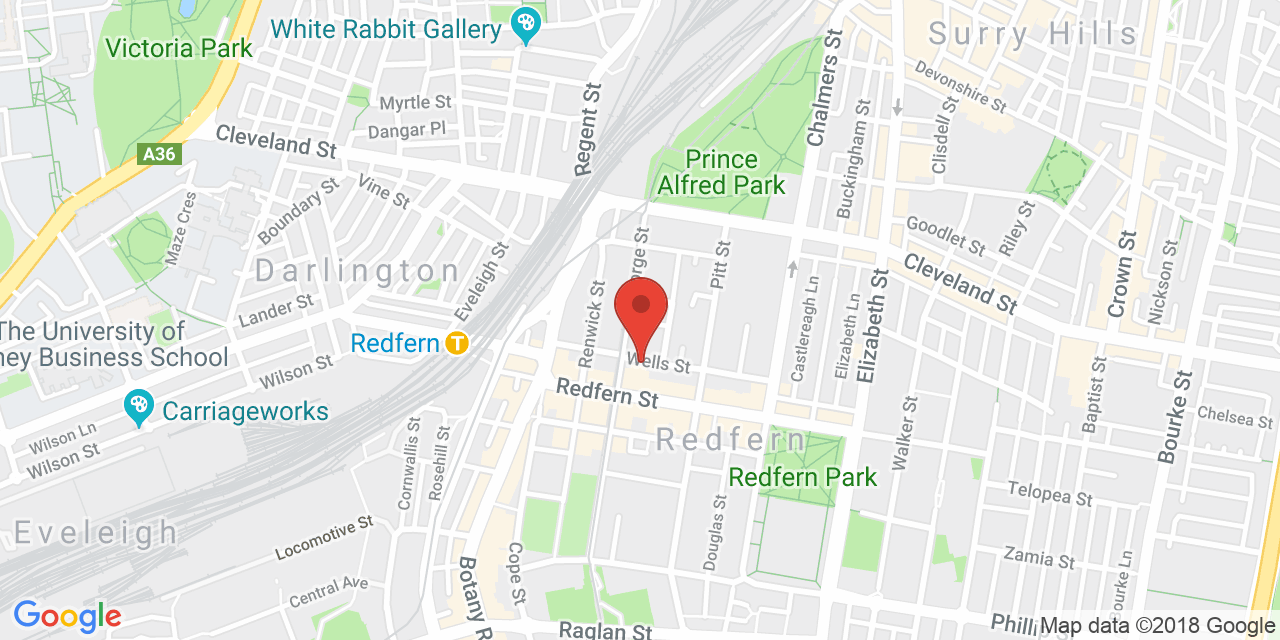 White Rabbit Gallery
Victoria Park
Surry Hills
Devonshire St
Chalmers St
Regent St
Myrtle St
Dangar Pl
Cleveland St
A36
Prince
Alfred Park
Buckingham St
Clisdell St
Crown St
Boundary St
Vine St
Maze Cres
Goodlet St
Riley St
Nickson St
Darlington
Eveleigh St
orge St
Pitt St
Cleveland St
Lander St
Renwick St
Castlereagh Ln
Elizabeth Ln
Elizabeth St
The University of
ney Business School
Redfern
T
Wells St
Wilson St
Baptist St
Bourke St
Carriageworks
Redfern St
Chelsea St
Wilson Ln
Wilson St
Cornwallis St
Rosehill St
Redfern
Walker St
Redfern Park
Telopea St
Eveleigh
Locomotive St
Douglas St
Zamia St
Central Ave
Cope St
Botany R
Bourke Ln
Google
Raglan St
Philli
Map data ©2018 Google